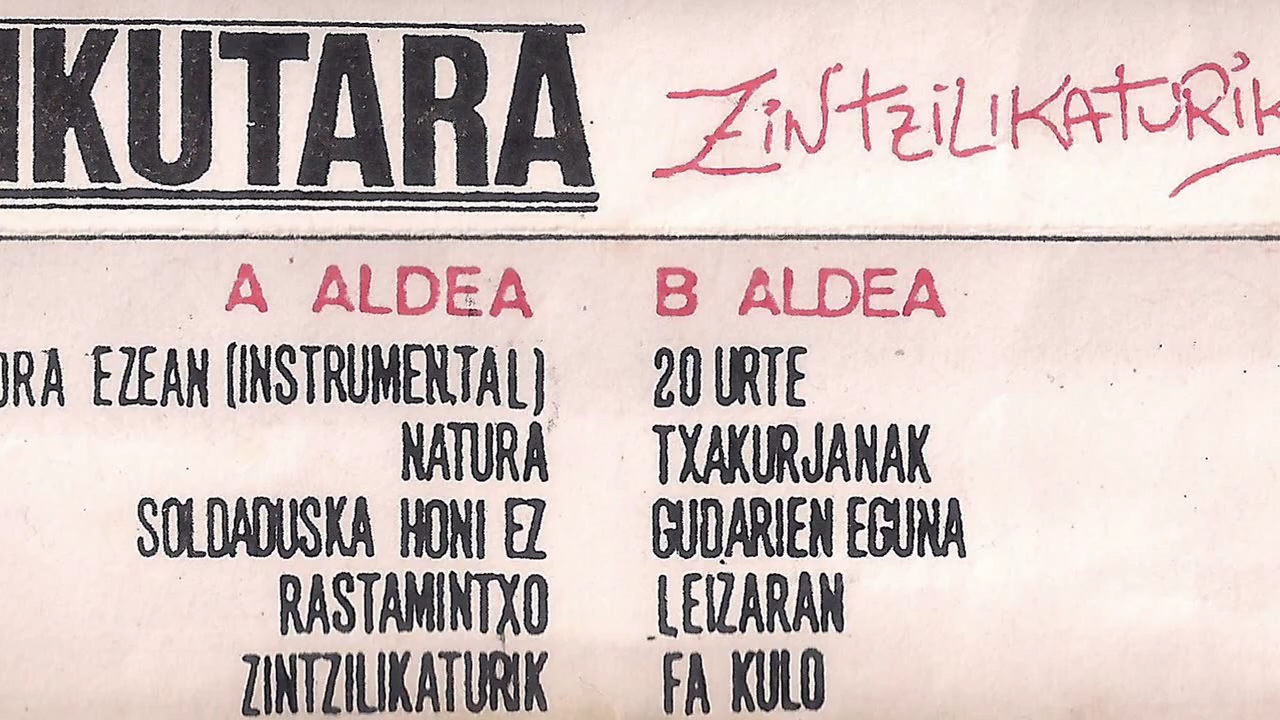 IKUTARA
ZINTZILIKATURIK
A ALDEA
ORA EZEAN (INSTRUMENTAL)
NATURA
SOLDADUSKA HONI EZ
RASTAMINTXO
ZINTZILIKATURIK
B ALDEA
20 URTE
TXAKURJANAK
GUDARIEN EGUNA
LEIZARAN
FA KULO